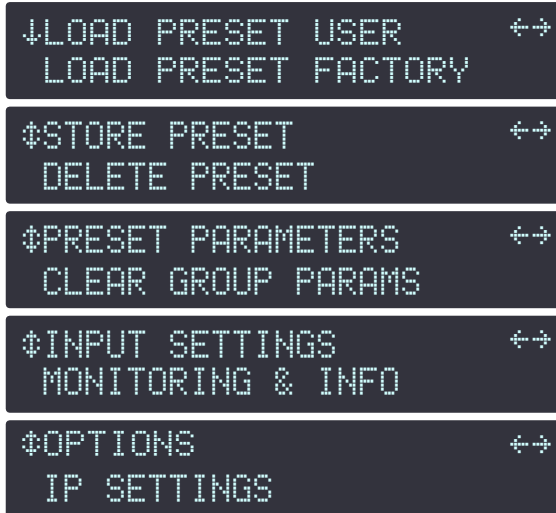 ↓LOAD PRESET USER ←→
LOAD PRESET FACTORY
↕STORE PRESET ←→
DELETE PRESET
↕PRESET PARAMETERS ←→
CLEAR GROUP PARAMS
↕INPUT SETTINGS ←→
MONITORING & INFO
↕OPTIONS ←→
IP SETTINGS